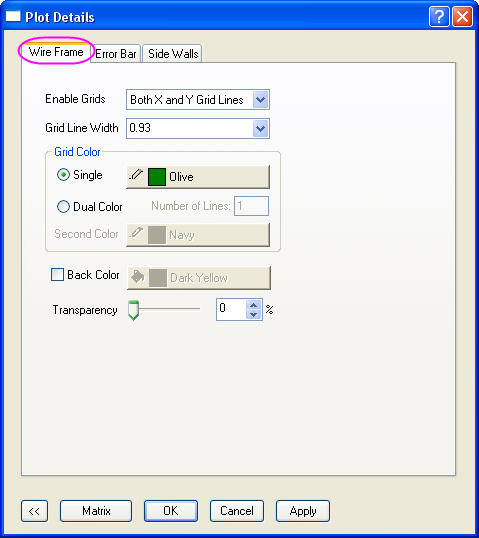 Plot Details
Wire Frame Error Bar Side Walls
Enable Grids Both X and Y Grid Lines
Grid Line Width 0.93
Grid Color
Single Olive
Dual Color Number of Lines: 1
Second Color Navy
Back Color Dark Yellow
Transparency 0 %
<< Matrix OK Cancel Apply